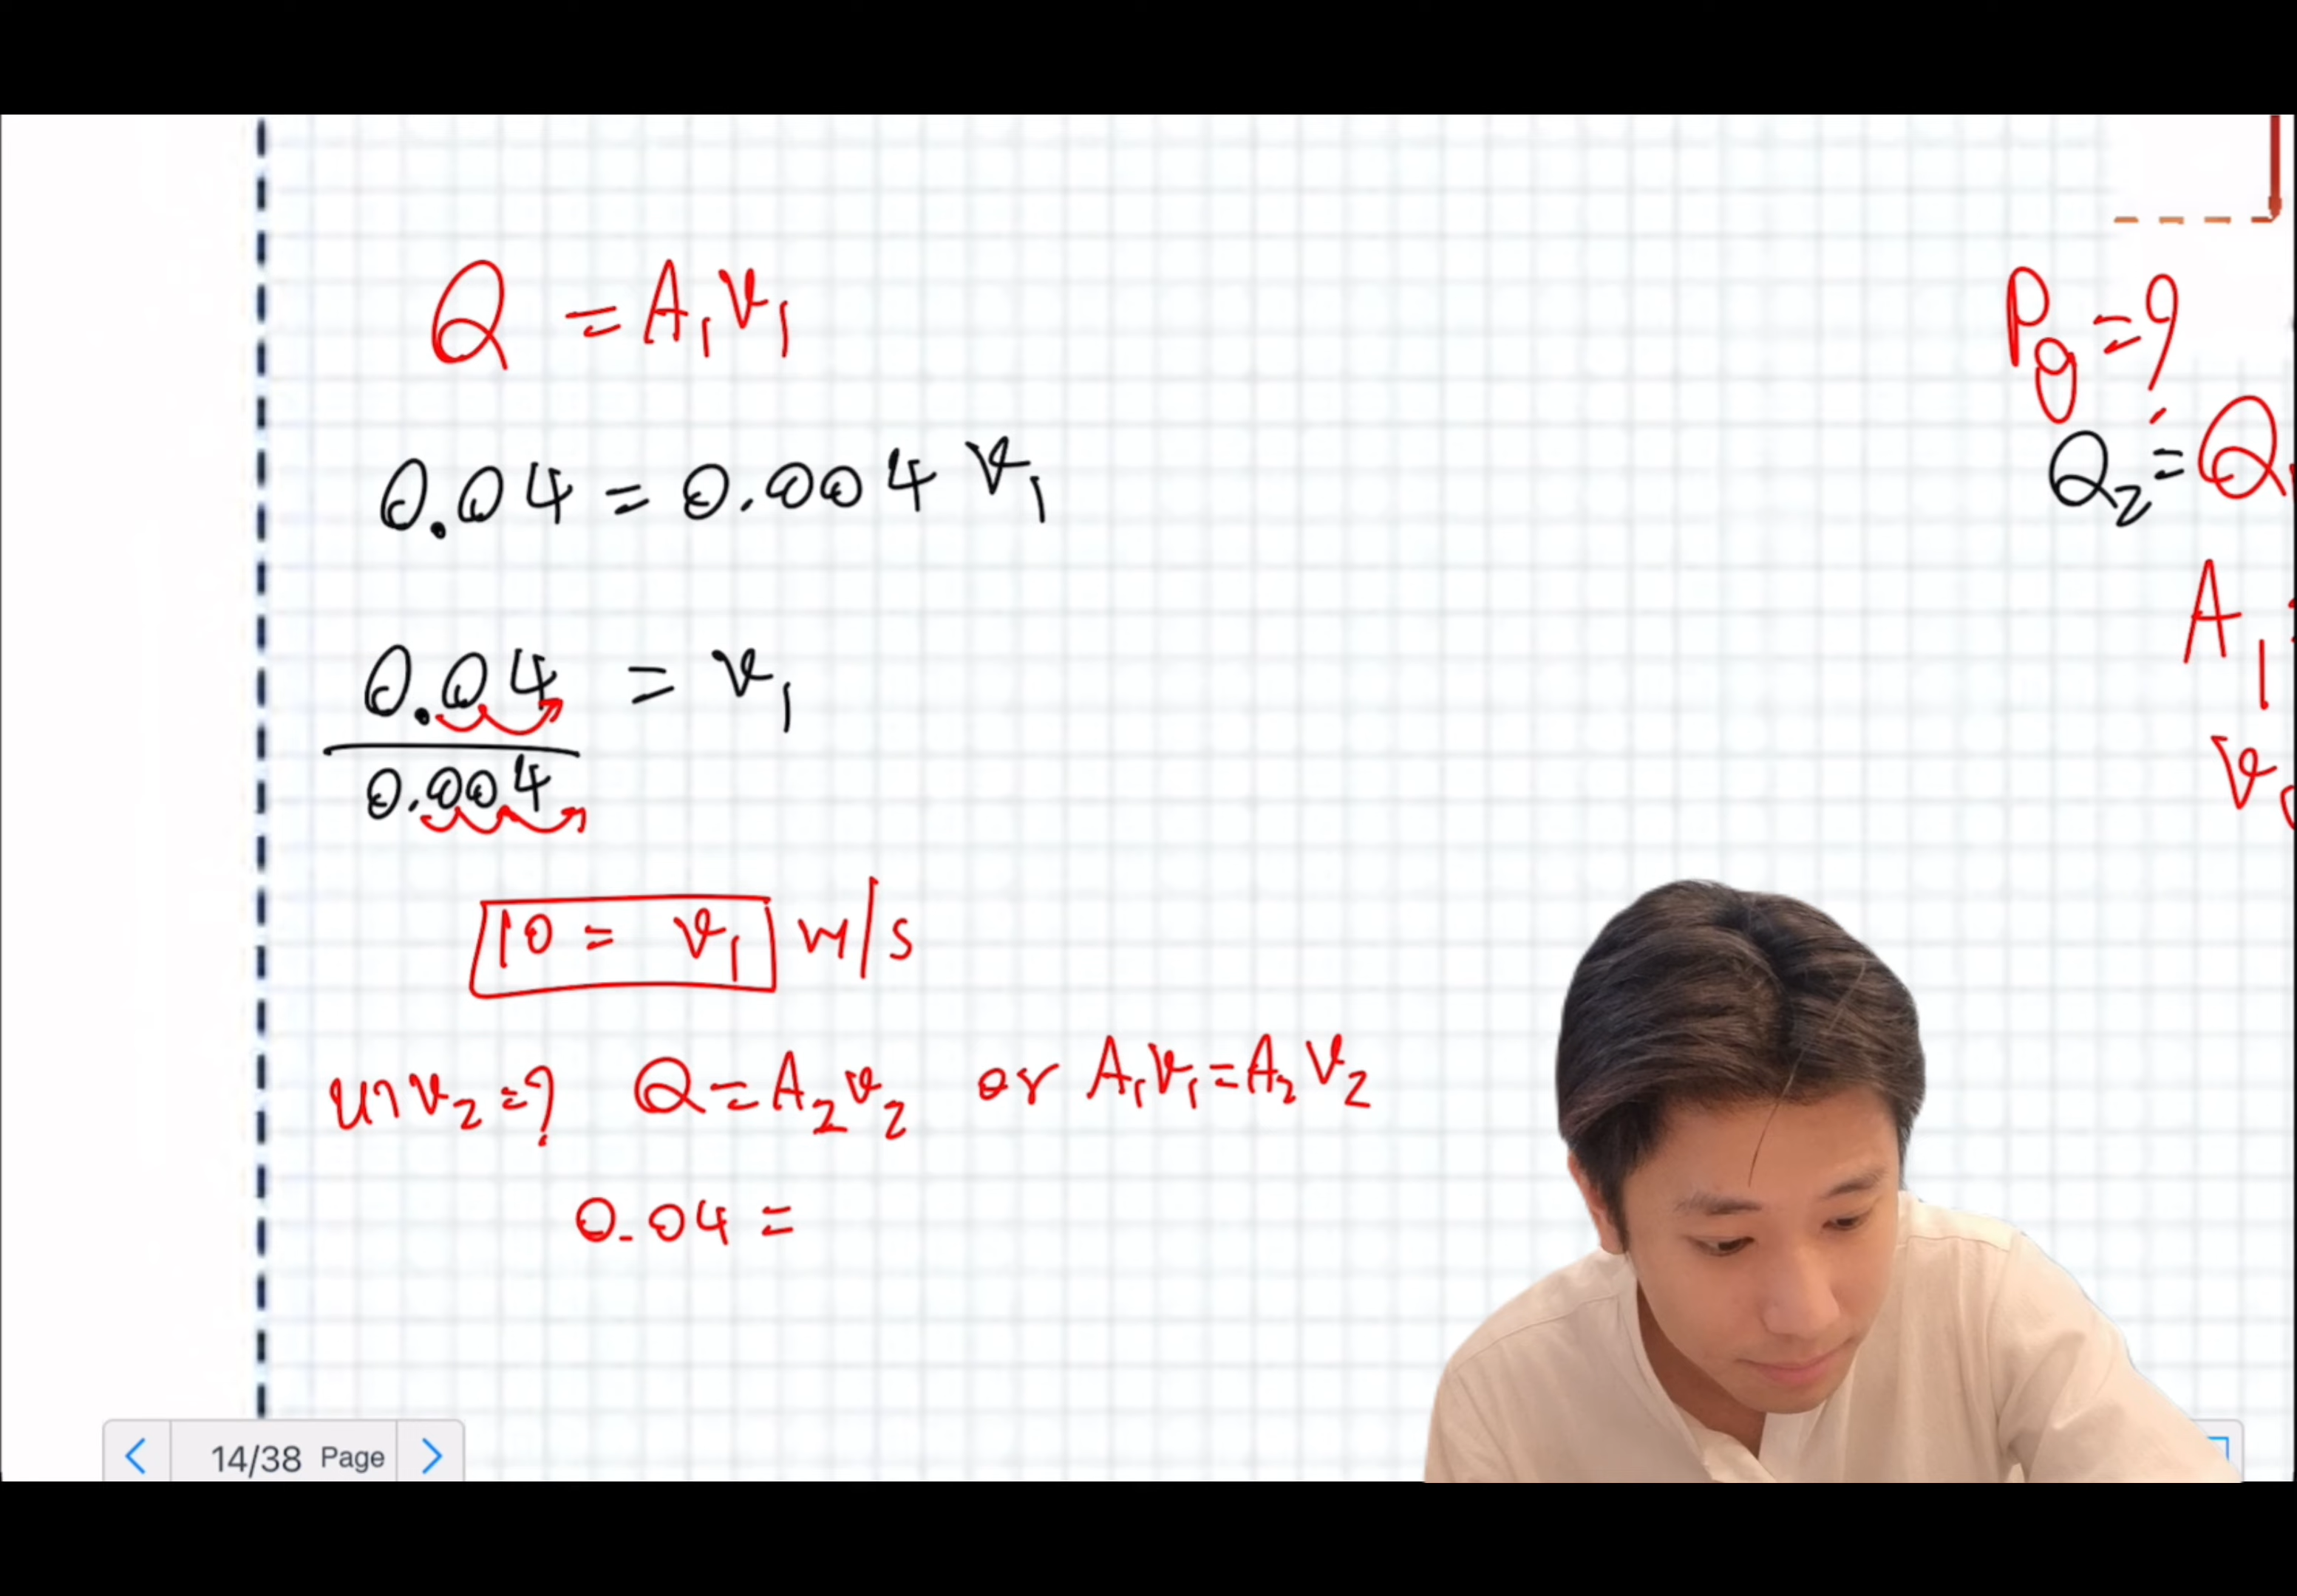 Q = A₁v₁
0.04 = 0.004 v₁
0.04 = v₁
0.004
10 = v₁ m/s
หา v₂ = ? Q = A₂v₂ or A₁v₁ = A₂v₂
0.04 =
Pg = ?
Q₂ = Q
A₁
v
14/38 Page